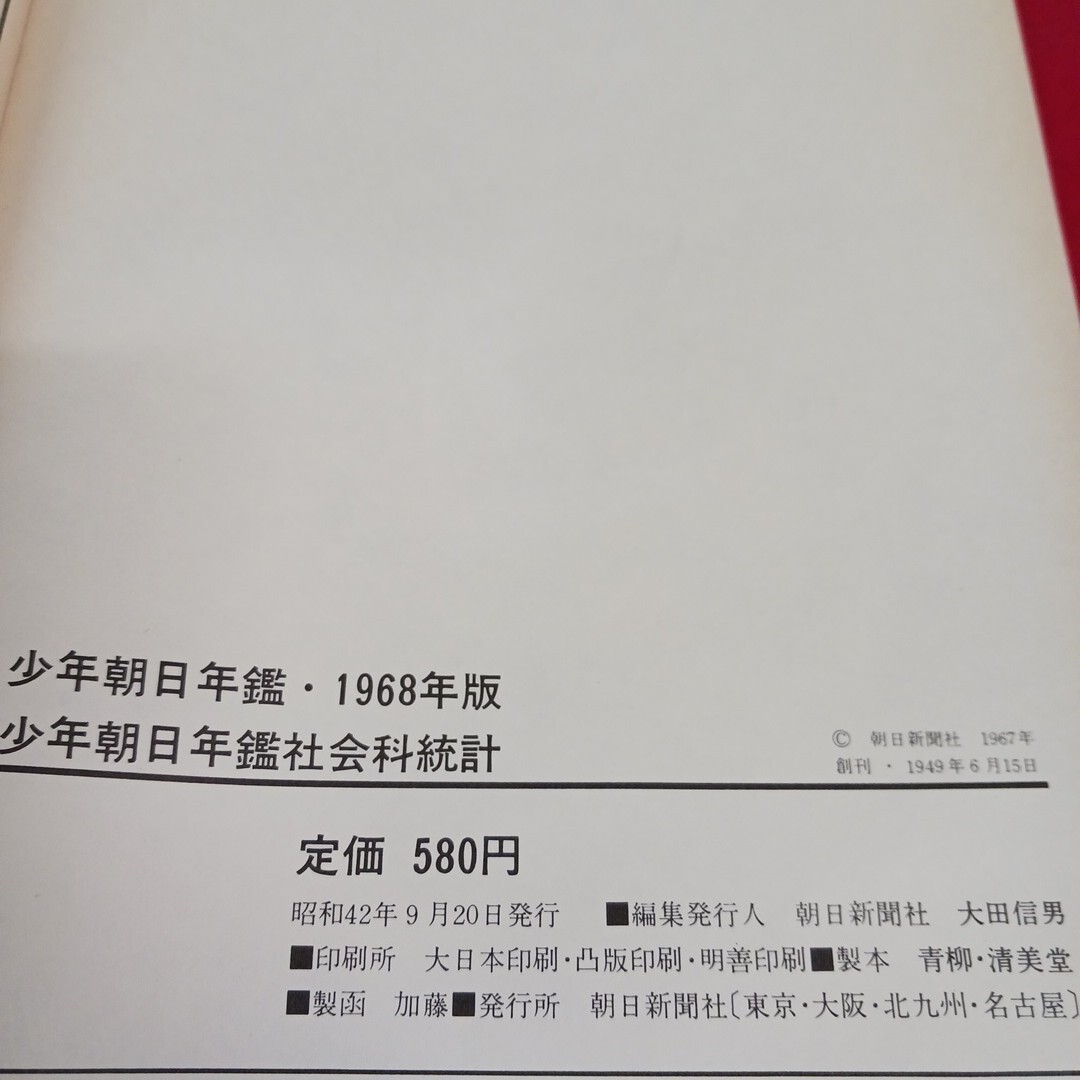 少年朝日年鑑・1968年版
少年朝日年鑑社会科統計
© 朝日新聞社 1967年
創刊・1949年6月15日
定価 580円
昭和42年9月20日発行 ■編集発行人 朝日新聞社 大田信男
■印刷所 大日本印刷・凸版印刷・明善印刷■製本 青柳・清美堂
■製函 加藤■発行所 朝日新聞社〔東京・大阪・北九州・名古屋〕